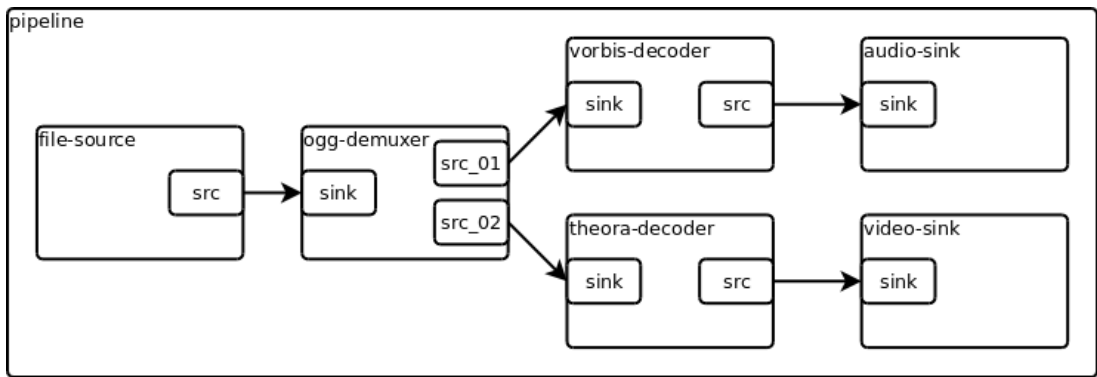 pipeline
file-source
src
ogg-demuxer
sink
src_01
src_02
vorbis-decoder
sink
src
audio-sink
sink
theora-decoder
sink
src
video-sink
sink